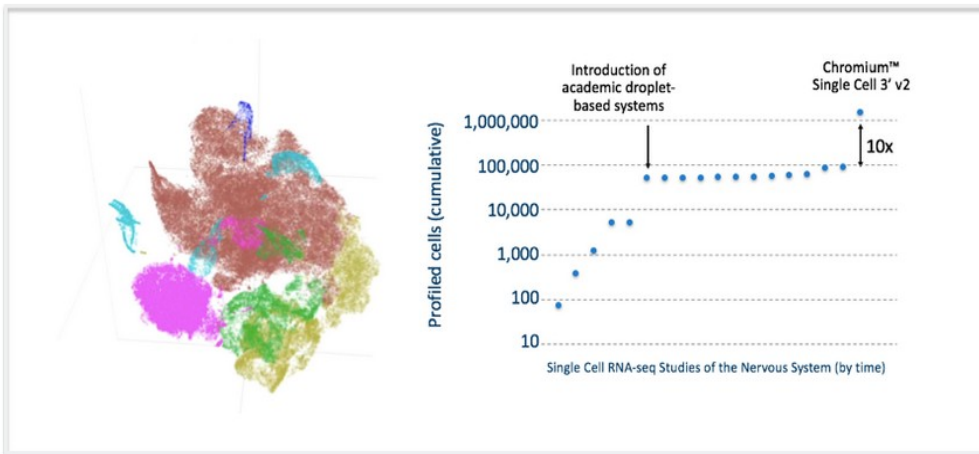 Introduction of
academic droplet-
based systems
Chromium™
Single Cell 3' v2
10x
Profiled cells (cumulative)
1,000,000
100,000
10,000
1,000
100
10
Single Cell RNA-seq Studies of the Nervous System (by time)